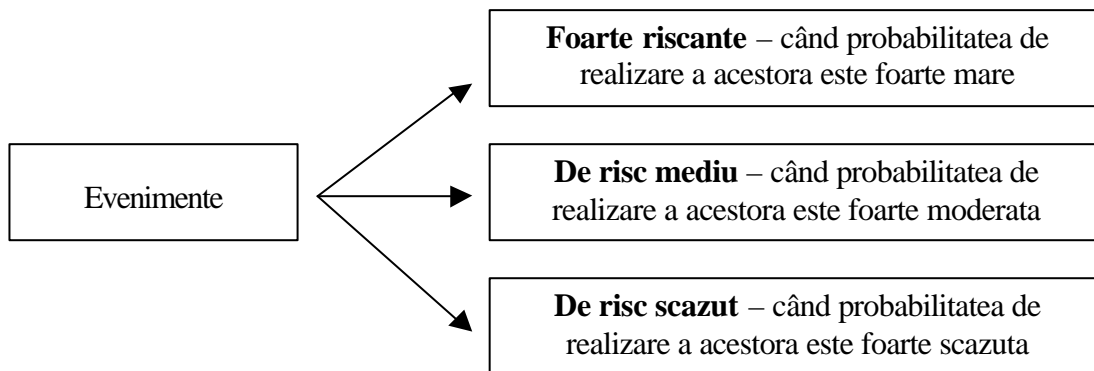 Evenimente
Foarte riscante – când probabilitatea de
realizare a acestora este foarte mare
De risc mediu – când probabilitatea de
realizare a acestora este foarte moderata
De risc scazut – când probabilitatea de
realizare a acestora este foarte scazuta